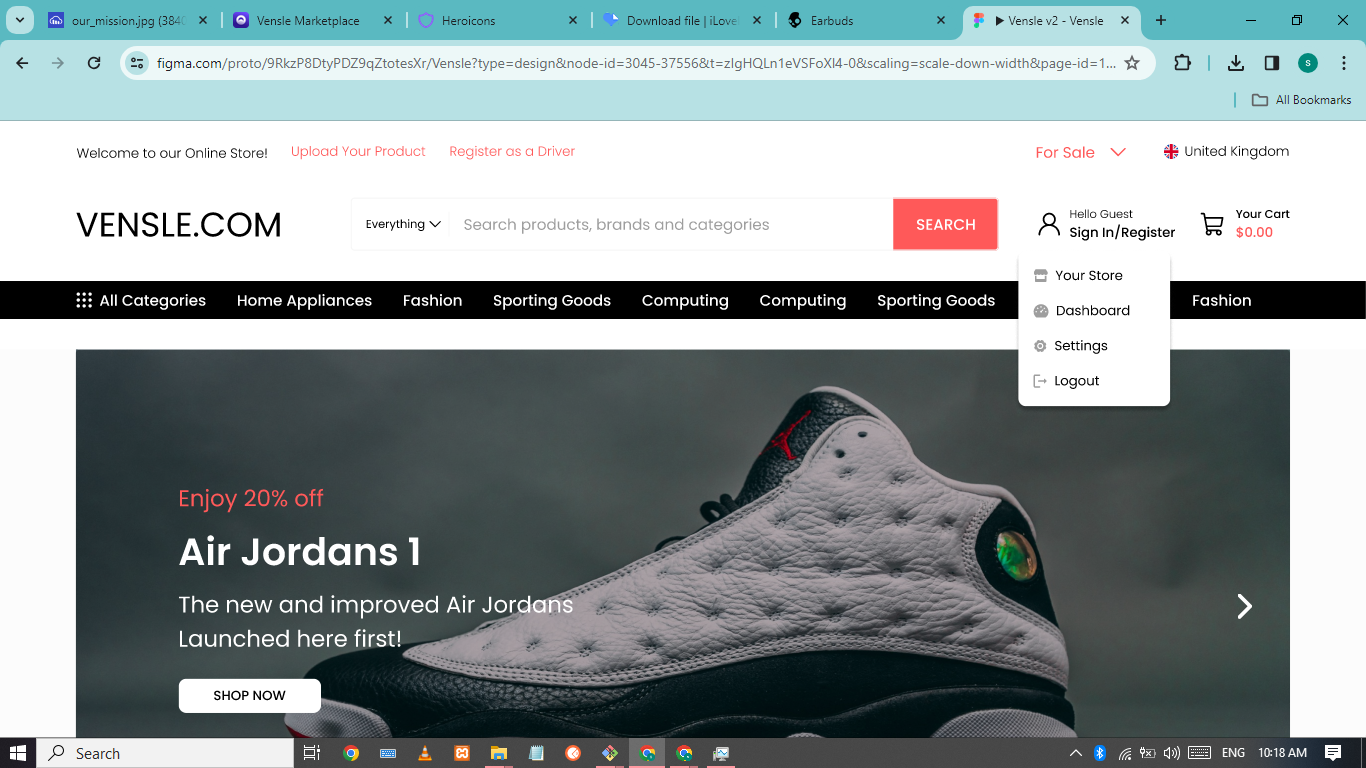 our_mission.jpg (3840
Vensle Marketplace
Heroicons
Download file | iLove
Earbuds
Vensle v2 - Vensle
figma.com/proto/9RkzP8DtyPDZ9qZtotesXr/Vensle?type=design&node-id=3045-37556&t=zIgHQLn1eVSFoXl4-0&scaling=scale-down-width&page-id=1...
S
All Bookmarks
Welcome to our Online Store!
Upload Your Product
Register as a Driver
For Sale
United Kingdom
VENSLE.COM
Everything
Search products, brands and categories
SEARCH
Hello Guest
Sign In/Register
Your Cart
$0.00
All Categories
Home Appliances
Fashion
Sporting Goods
Computing
Computing
Sporting Goods
Fashion
Your Store
Dashboard
Settings
Logout
Enjoy 20% off
Air Jordans 1
The new and improved Air Jordans
Launched here first!
SHOP NOW
Search
ENG
10:18 AM